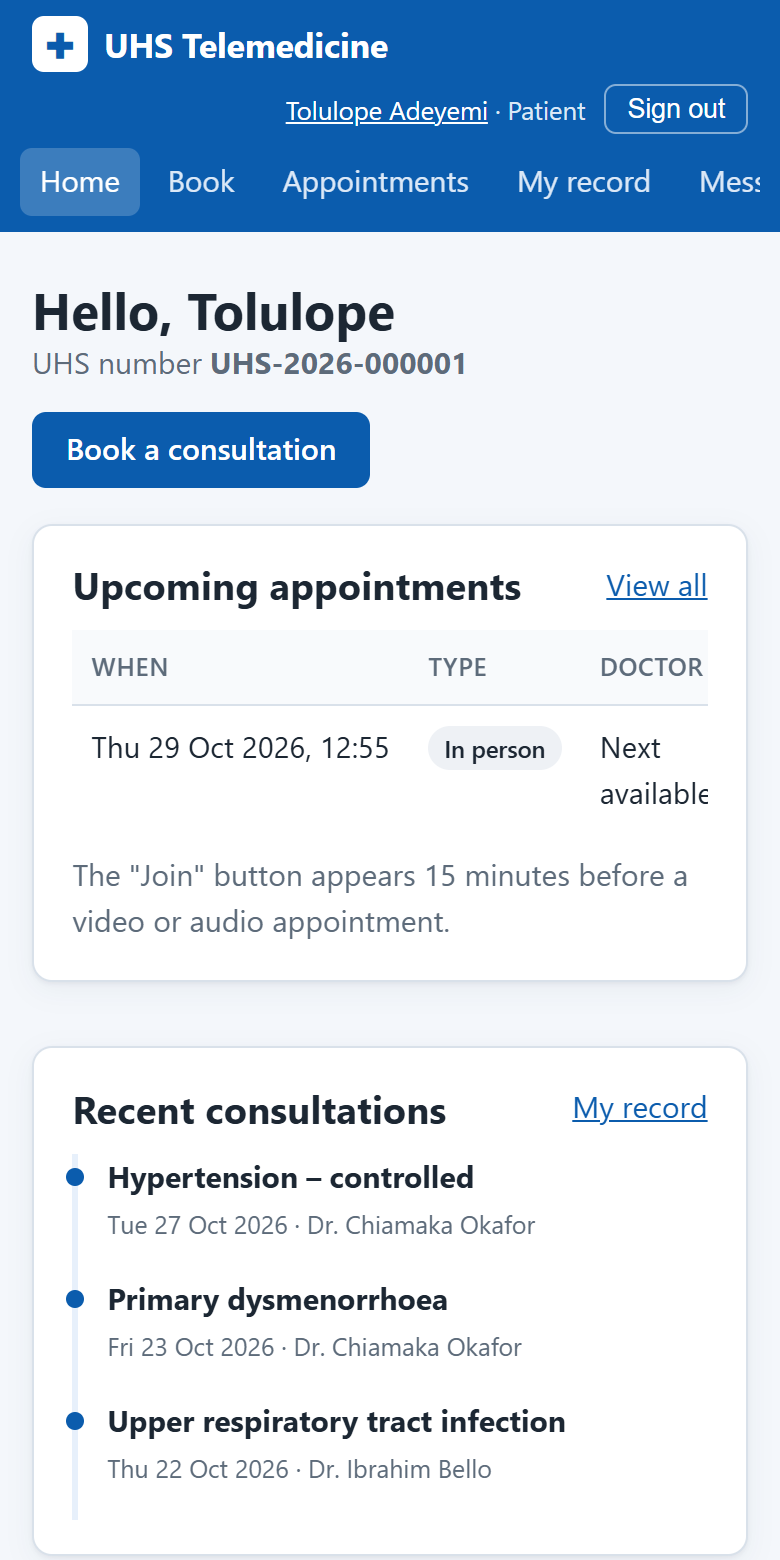 UHS Telemedicine
Tolulope Adeyemi · Patient
Sign out
Home
Book
Appointments
My record
Mess
Hello, Tolulope
UHS number UHS-2026-000001
Book a consultation
Upcoming appointments
View all
WHEN
TYPE
DOCTOR
Thu 29 Oct 2026, 12:55
In person
Next
available
The "Join" button appears 15 minutes before a
video or audio appointment.
Recent consultations
My record
Hypertension – controlled
Tue 27 Oct 2026 · Dr. Chiamaka Okafor
Primary dysmenorrhoea
Fri 23 Oct 2026 · Dr. Chiamaka Okafor
Upper respiratory tract infection
Thu 22 Oct 2026 · Dr. Ibrahim Bello